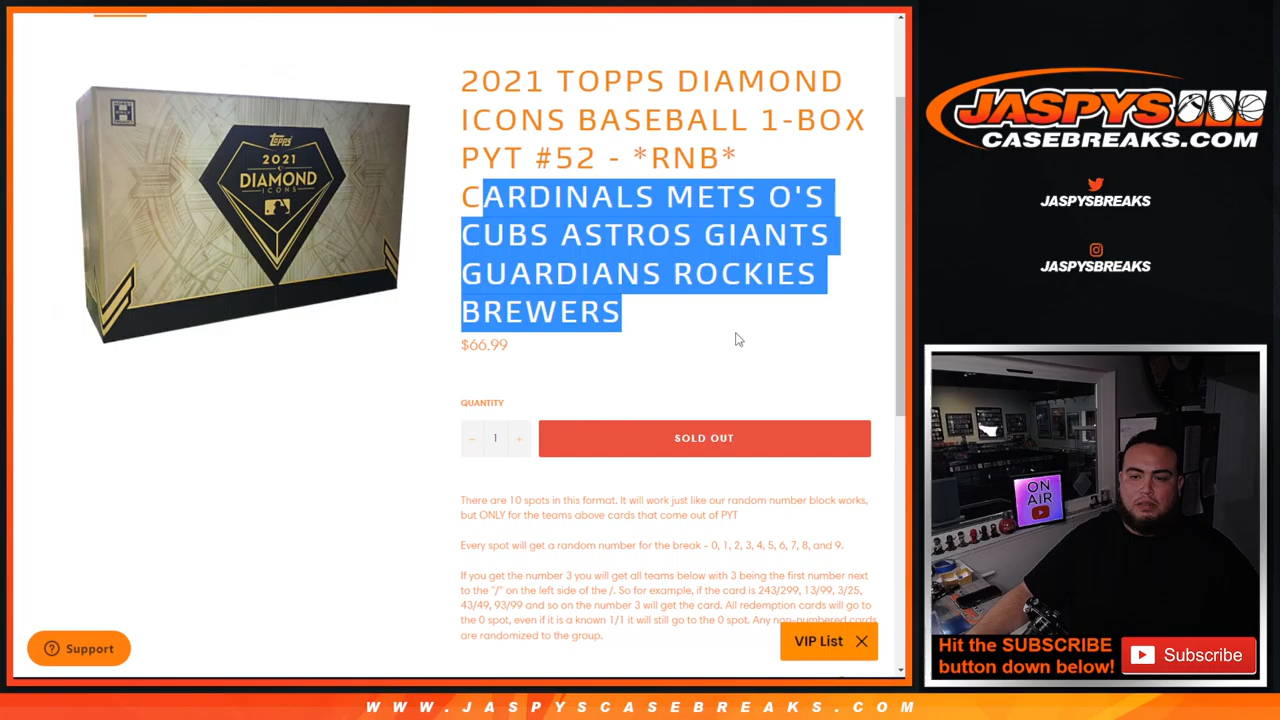 2021 TOPPS DIAMOND
ICONS BASEBALL 1-BOX
PYT #52 - *RNB*
CARDINALS METS O'S
CUBS ASTROS GIANTS
GUARDIANS ROCKIES
BREWERS
$66.99
QUANTITY
− 1 +
SOLD OUT
There are 10 spots in this format. It will work just like our random number block works,
but ONLY for the teams above cards that come out of PYT
Every spot will get a random number for the break - 0, 1, 2, 3, 4, 5, 6, 7, 8, and 9.
If you get the number 3 you will get all teams below with 3 being the first number next
to the "/" on the left side of the /. So for example, if the card is 243/299, 13/99, 3/25,
43/49, 93/99 and so on the number 3 will get the card. All redemption cards will go to
the 0 spot, even if it is a known 1/1 it will still go to the 0 spot. Any non-numbered cards
are randomized to the group.
Support
VIP List
topps
2021
DIAMOND
ICONS
JASPYS
CASEBREAKS.COM
JASPYSBREAKS
JASPYSBREAKS
ON
AIR
Hit the SUBSCRIBE
button down below!
Subscribe
WWW.JASPYSCASEBREAKS.COM